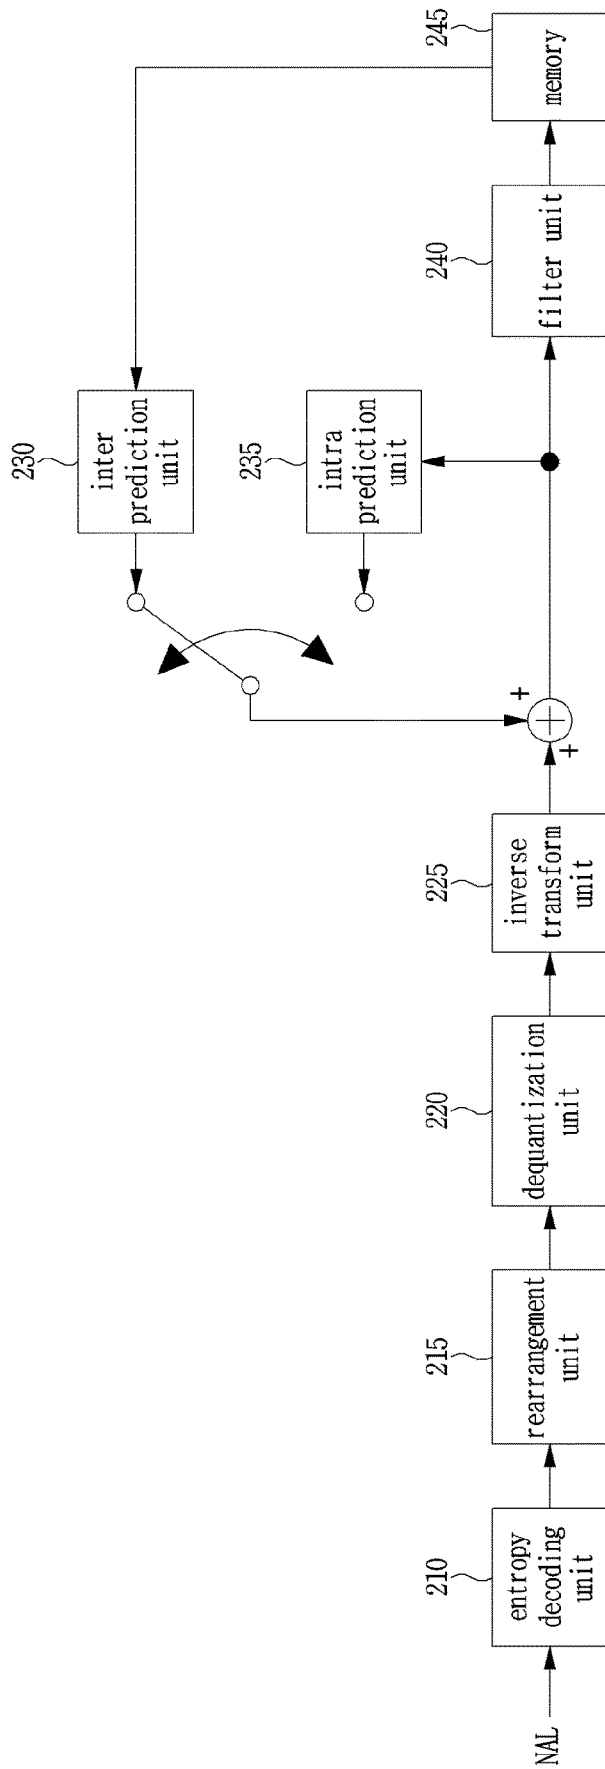 NAL
210
entropy
decoding
unit
215
rearrangement
unit
220
dequantization
unit
225
inverse
transform
unit
+
+
230
inter
prediction
unit
235
intra
prediction
unit
240
filter unit
245
memory